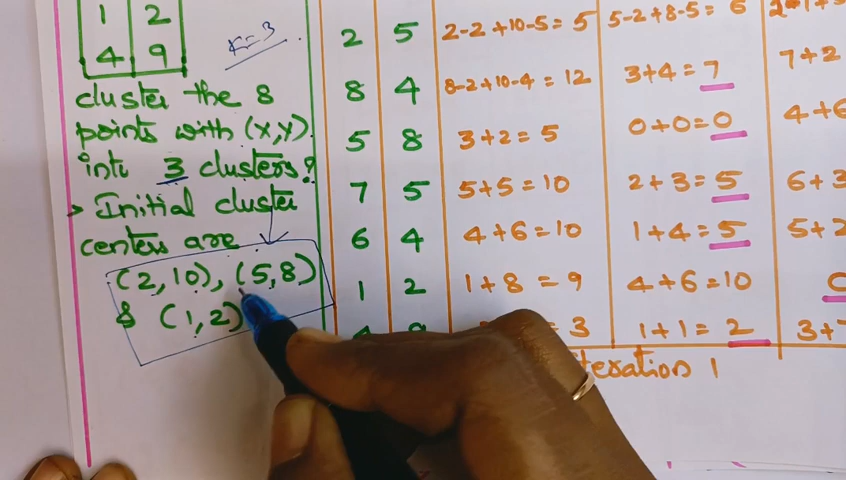 1 2
4 9
K=3
cluster the 8
points with (X,Y)
into 3 clusters?
> Initial cluster
centers are
(2,10), (5,8)
& (1,2)
2 5 2-2+10-5=5 5-2+8-5=6
8 4 8-2+10-4=12 3+4=7 7+2
5 8 3+2=5 0+0=0 4+6
7 5 5+5=10 2+3=5 6+3
6 4 4+6=10 1+4=5 5+2
1 2 1+8=9 4+6=10 0
4 9 =3 1+1=2 3+7
iteration 1